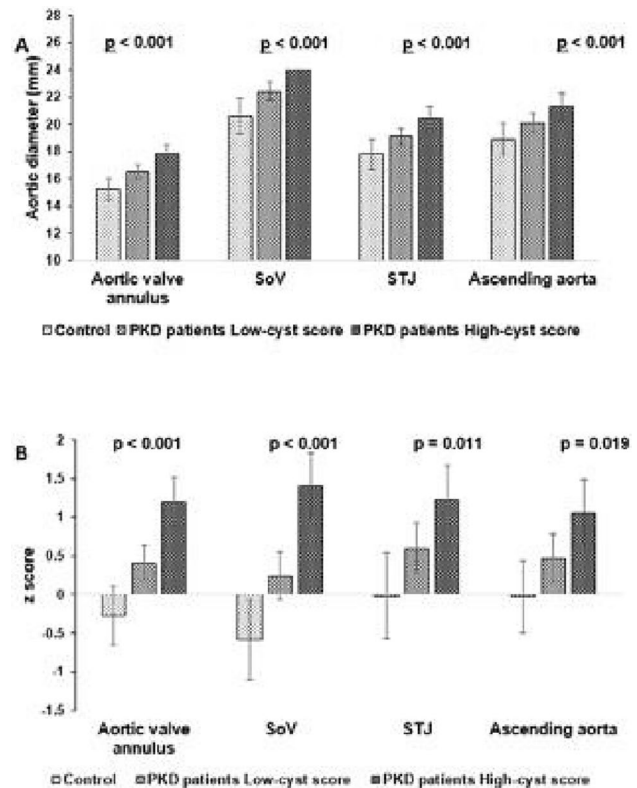 A
Aortic diameter (mm)
28
26
24
22
20
18
16
14
12
10
p < 0.001 p < 0.001 p < 0.001 p < 0.001
Aortic valve annulus SoV STJ Ascending aorta
Control PKD patients Low-cyst score PKD patients High-cyst score
B
z score
2
1.5
1
0.5
0
-0.5
-1
-1.5
p < 0.001 p < 0.001 p = 0.011 p = 0.019
Aortic valve annulus SoV STJ Ascending aorta
Control PKD patients Low-cyst score PKD patients High-cyst score